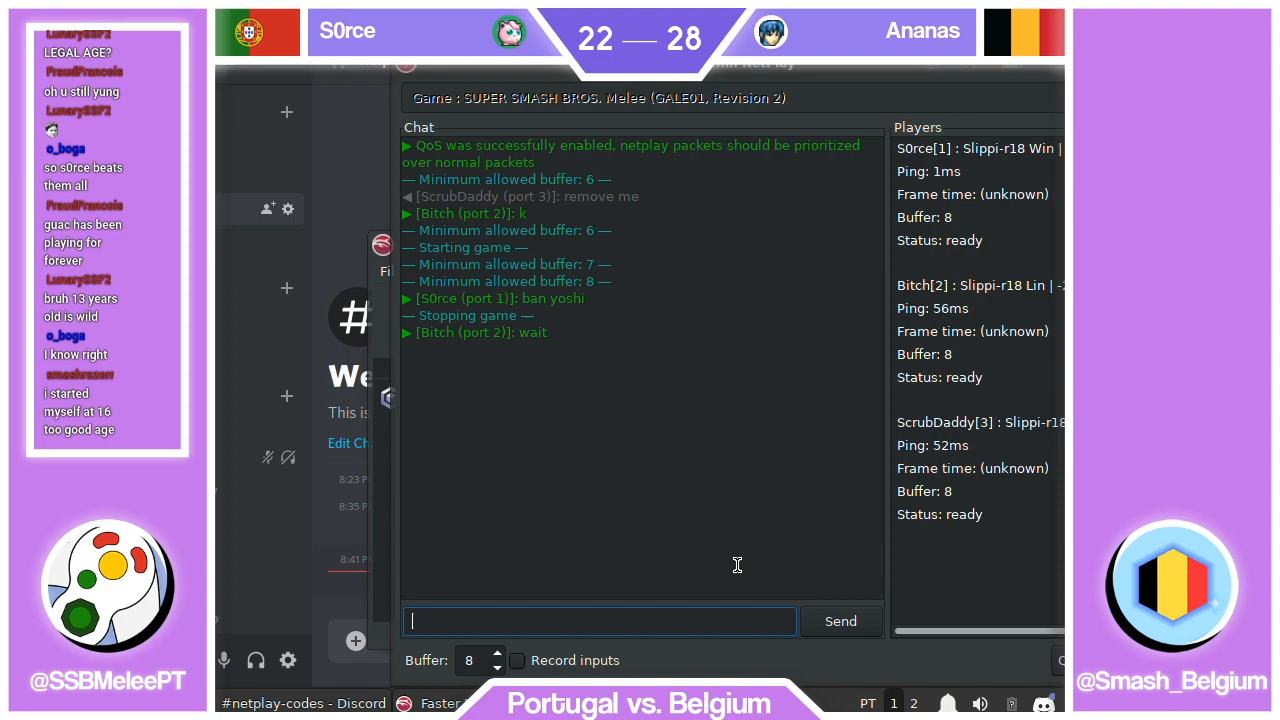 S0rce
22 — 28
Ananas
LunarySSF2
LEGAL AGE?
FraudFrancois
oh u still yung
LunarySSF2
o_boga
so s0rce beats
them all
FraudFrancois
guac has been
playing for
forever
LunarySSF2
bruh 13 years
old is wild
o_boga
I know right
smashrazorr
i started
myself at 16
too good age
@SSBMeleePT
Fi
#
We
This is
Edit Ch
8:23 P
8:35 P
8:41 P
Game : SUPER SMASH BROS. Melee (GALE01, Revision 2)
Chat
▶ QoS was successfully enabled, netplay packets should be prioritized
over normal packets
— Minimum allowed buffer: 6 —
◀ [ScrubDaddy (port 3)]: remove me
▶ [Bitch (port 2)]: k
— Minimum allowed buffer: 6 —
— Starting game —
— Minimum allowed buffer: 7 —
— Minimum allowed buffer: 8 —
▶ [S0rce (port 1)]: ban yoshi
— Stopping game —
▶ [Bitch (port 2)]: wait
Send
Buffer: 8
Record inputs
Players
S0rce[1] : Slippi-r18 Win |
Ping: 1ms
Frame time: (unknown)
Buffer: 8
Status: ready
Bitch[2] : Slippi-r18 Lin | -2
Ping: 56ms
Frame time: (unknown)
Buffer: 8
Status: ready
ScrubDaddy[3] : Slippi-r18
Ping: 52ms
Frame time: (unknown)
Buffer: 8
Status: ready
#netplay-codes - Discord
Faster
PT 1 2
Portugal vs. Belgium
@Smash_Belgium